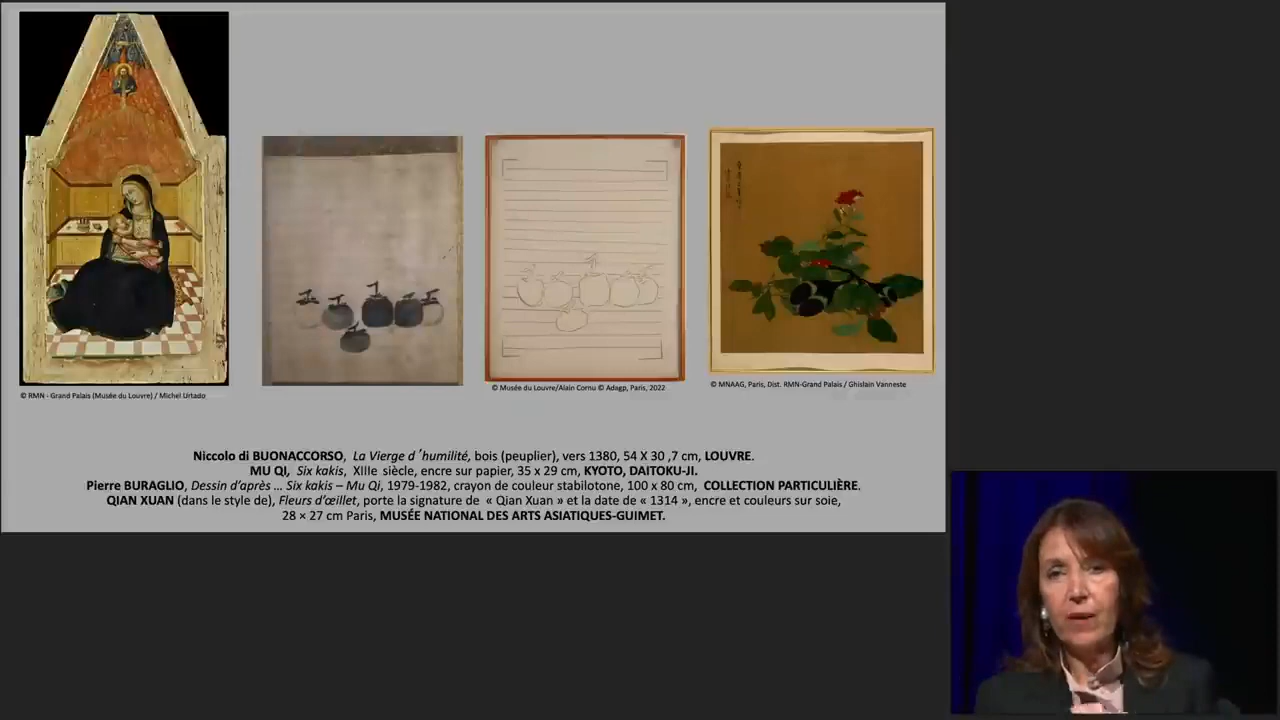 © RMN - Grand Palais (Musée du Louvre) / Michel Urtado
© Musée du Louvre/Alain Cornu © Adagp, Paris, 2022
© MNAAG, Paris, Dist. RMN-Grand Palais / Ghislain Vanneste
Niccolo di BUONACCORSO, La Vierge d ’humilité, bois (peuplier), vers 1380, 54 X 30 ,7 cm, LOUVRE.
MU QI, Six kakis, XIIIe siècle, encre sur papier, 35 x 29 cm, KYOTO, DAITOKU-JI.
Pierre BURAGLIO, Dessin d’après … Six kakis – Mu Qi, 1979-1982, crayon de couleur stabilotone, 100 x 80 cm, COLLECTION PARTICULIÈRE.
QIAN XUAN (dans le style de), Fleurs d’œillet, porte la signature de « Qian Xuan » et la date de « 1314 », encre et couleurs sur soie,
28 × 27 cm Paris, MUSÉE NATIONAL DES ARTS ASIATIQUES-GUIMET.